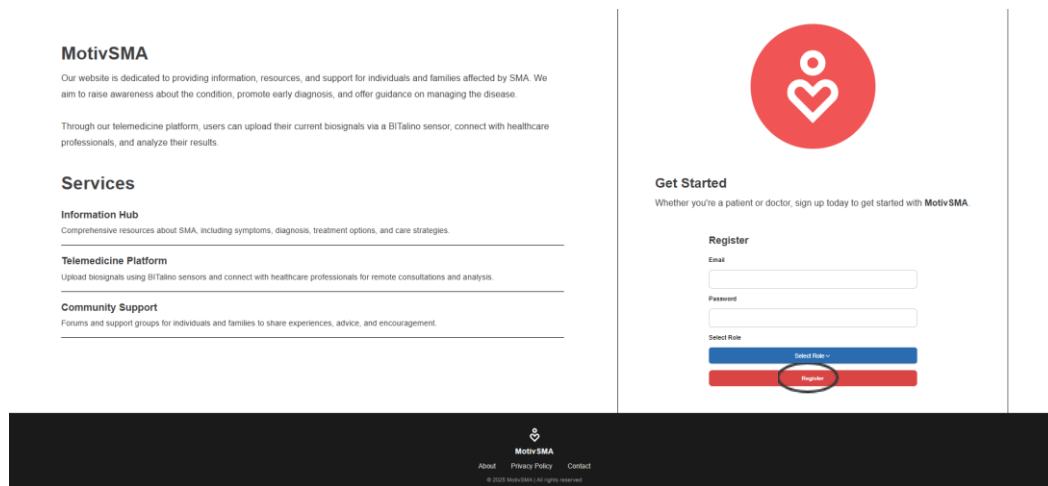 MotivSMA
Our website is dedicated to providing information, resources, and support for individuals and families affected by SMA. We
aim to raise awareness about the condition, promote early diagnosis, and offer guidance on managing the disease.
Through our telemedicine platform, users can upload their current biosignals via a BITalino sensor, connect with healthcare
professionals, and analyze their results.
Services
Information Hub
Comprehensive resources about SMA, including symptoms, diagnosis, treatment options, and care strategies.
Telemedicine Platform
Upload biosignals using BITalino sensors and connect with healthcare professionals for remote consultations and analysis.
Community Support
Forums and support groups for individuals and families to share experiences, advice, and encouragement.
Get Started
Whether you're a patient or doctor, sign up today to get started with MotivSMA.
Register
Email
Password
Select Role
Select Role
Register
MotivSMA
About Privacy Policy Contact
© 2025 MotivSMA | All rights reserved